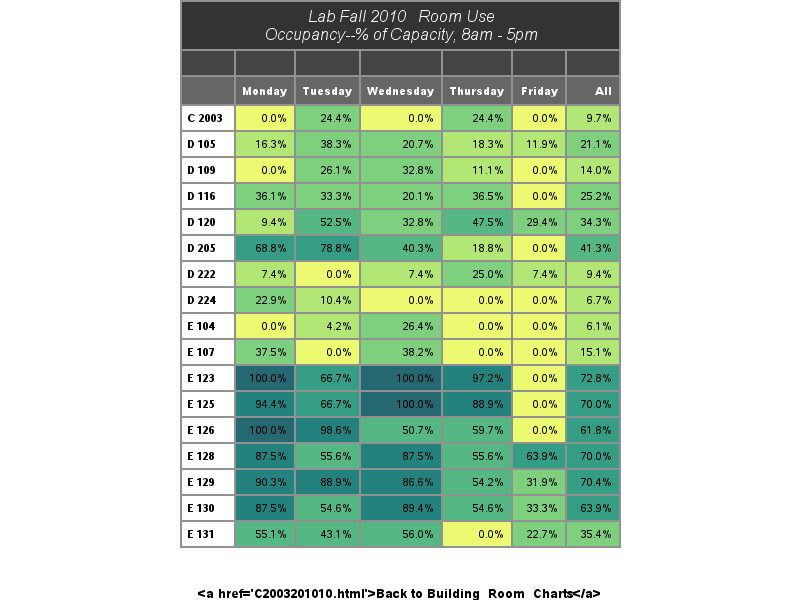 Lab Fall 2010 Room Use
Occupancy--% of Capacity, 8am - 5pm
Monday Tuesday Wednesday Thursday Friday All
C 2003 0.0% 24.4% 0.0% 24.4% 0.0% 9.7%
D 105 16.3% 38.3% 20.7% 18.3% 11.9% 21.1%
D 109 0.0% 26.1% 32.8% 11.1% 0.0% 14.0%
D 116 36.1% 33.3% 20.1% 36.5% 0.0% 25.2%
D 120 9.4% 52.5% 32.8% 47.5% 29.4% 34.3%
D 205 68.8% 78.8% 40.3% 18.8% 0.0% 41.3%
D 222 7.4% 0.0% 7.4% 25.0% 7.4% 9.4%
D 224 22.9% 10.4% 0.0% 0.0% 0.0% 6.7%
E 104 0.0% 4.2% 26.4% 0.0% 0.0% 6.1%
E 107 37.5% 0.0% 38.2% 0.0% 0.0% 15.1%
E 123 100.0% 66.7% 100.0% 97.2% 0.0% 72.8%
E 125 94.4% 66.7% 100.0% 88.9% 0.0% 70.0%
E 126 100.0% 98.6% 50.7% 59.7% 0.0% 61.8%
E 128 87.5% 55.6% 87.5% 55.6% 63.9% 70.0%
E 129 90.3% 88.9% 86.6% 54.2% 31.9% 70.4%
E 130 87.5% 54.6% 89.4% 54.6% 33.3% 63.9%
E 131 55.1% 43.1% 56.0% 0.0% 22.7% 35.4%
<a href='C2003201010.html'>Back to Building Room Charts</a>